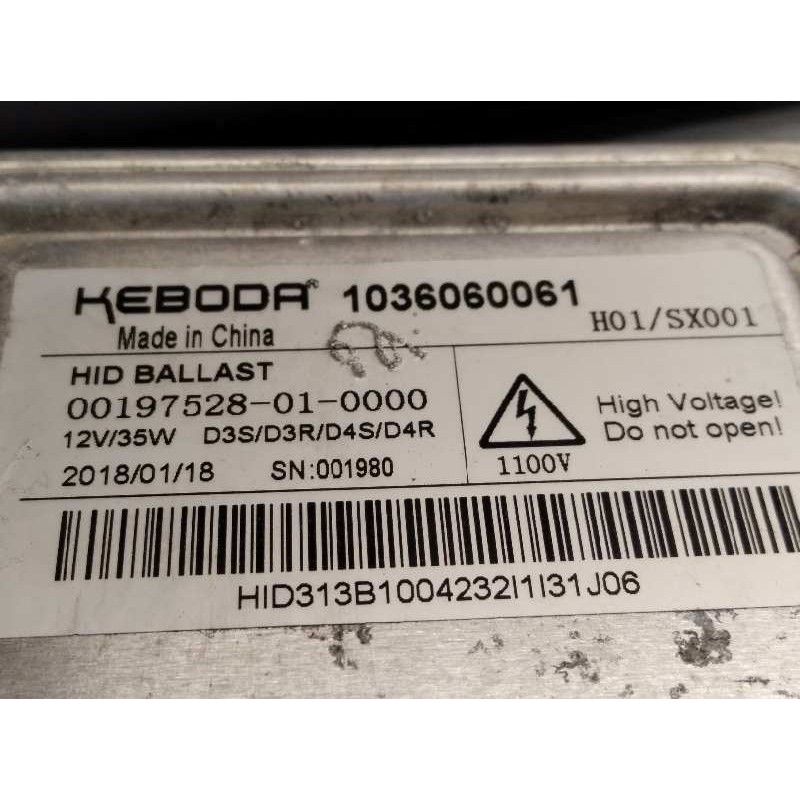 KEBODA® 1036060061
Made in China
H01/SX001
HID BALLAST
00197528-01-0000
12V/35W D3S/D3R/D4S/D4R
2018/01/18 SN:001980
1100V
High Voltage!
Do not open!
HID313B1004232I1I31J06